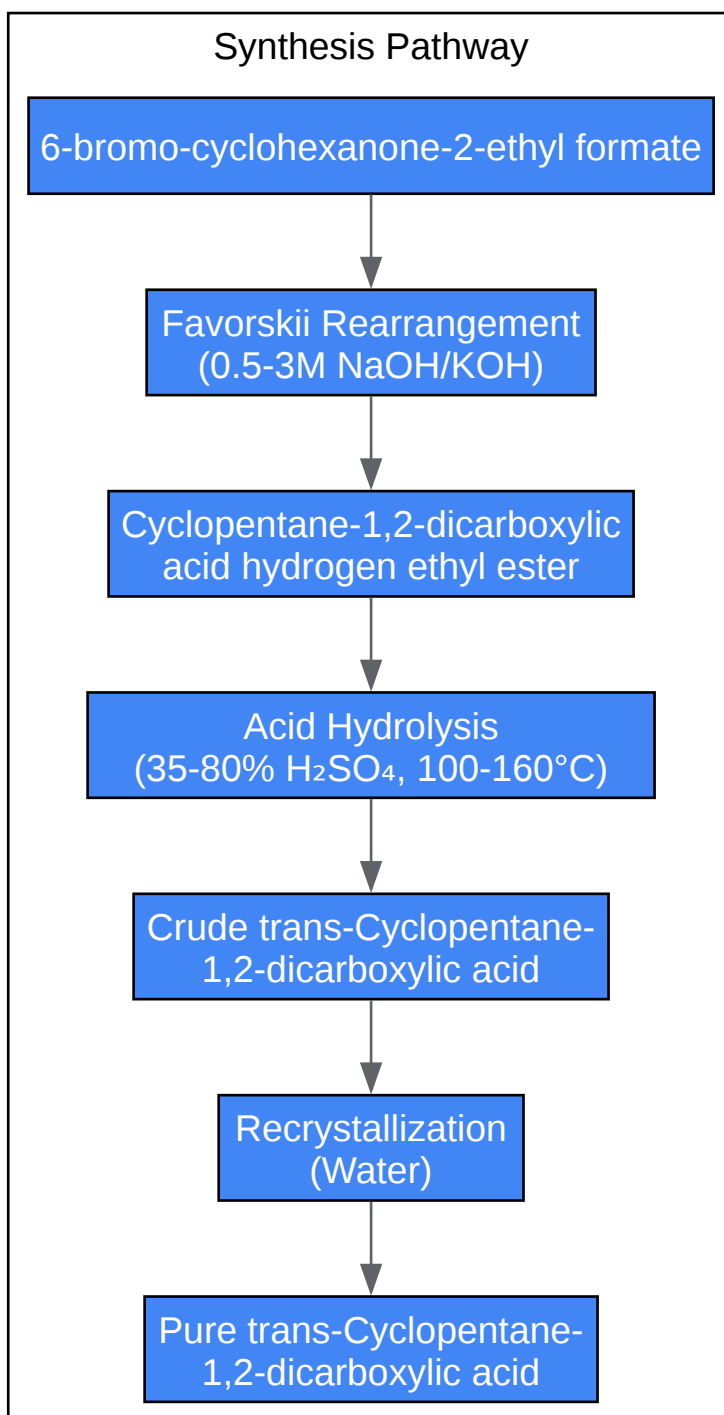 Synthesis Pathway
6-bromo-cyclohexanone-2-ethyl formate
Favorskii Rearrangement
(0.5-3M NaOH/KOH)
Cyclopentane-1,2-dicarboxylic
acid hydrogen ethyl ester
Acid Hydrolysis
(35-80% H₂SO₄, 100-160°C)
Crude trans-Cyclopentane-
1,2-dicarboxylic acid
Recrystallization
(Water)
Pure trans-Cyclopentane-
1,2-dicarboxylic acid